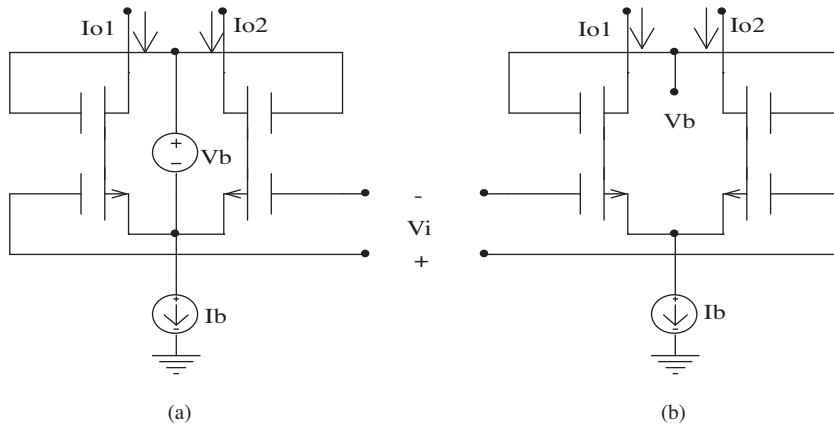 Io1 Io2 Io1 Io2
+
-
Vb Vb
-
Vi
+
+
-
Ib
+
-
Ib
(a) (b)